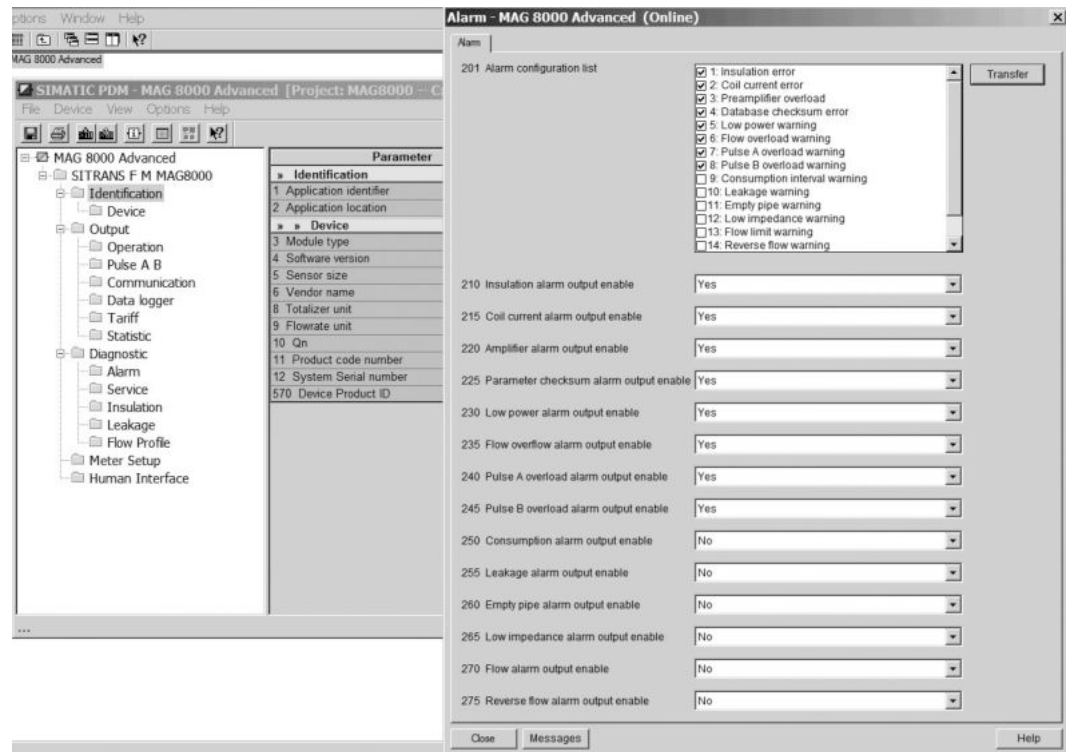 ptions Window Help
MAG 8000 Advanced
SIMATIC PDM - MAG 8000 Advanced [Project: MAG8000 -- C
File Device View Options Help
MAG 8000 Advanced
SITRANS F M MAG8000
Identification
Device
Output
Operation
Pulse A B
Communication
Data logger
Tariff
Statistic
Diagnostic
Alarm
Service
Insulation
Leakage
Flow Profile
Meter Setup
Human Interface
Parameter
» Identification
1 Application identifier
2 Application location
» » Device
3 Module type
4 Software version
5 Sensor size
6 Vendor name
8 Totalizer unit
9 Flowrate unit
10 Qn
11 Product code number
12 System Serial number
570 Device Product ID
...
Alarm - MAG 8000 Advanced (Online)
Alarm
201 Alarm configuration list
1: Insulation error
2: Coil current error
3: Preamplifier overload
4: Database checksum error
5: Low power warning
6: Flow overload warning
7: Pulse A overload warning
8: Pulse B overload warning
9: Consumption interval warning
10: Leakage warning
11: Empty pipe warning
12: Low impedance warning
13: Flow limit warning
14: Reverse flow warning
Transfer
210 Insulation alarm output enable Yes
215 Coil current alarm output enable Yes
220 Amplifier alarm output enable Yes
225 Parameter checksum alarm output enable Yes
230 Low power alarm output enable Yes
235 Flow overflow alarm output enable Yes
240 Pulse A overload alarm output enable Yes
245 Pulse B overload alarm output enable Yes
250 Consumption alarm output enable No
255 Leakage alarm output enable No
260 Empty pipe alarm output enable No
265 Low impedance alarm output enable No
270 Flow alarm output enable No
275 Reverse flow alarm output enable No
Close Messages Help